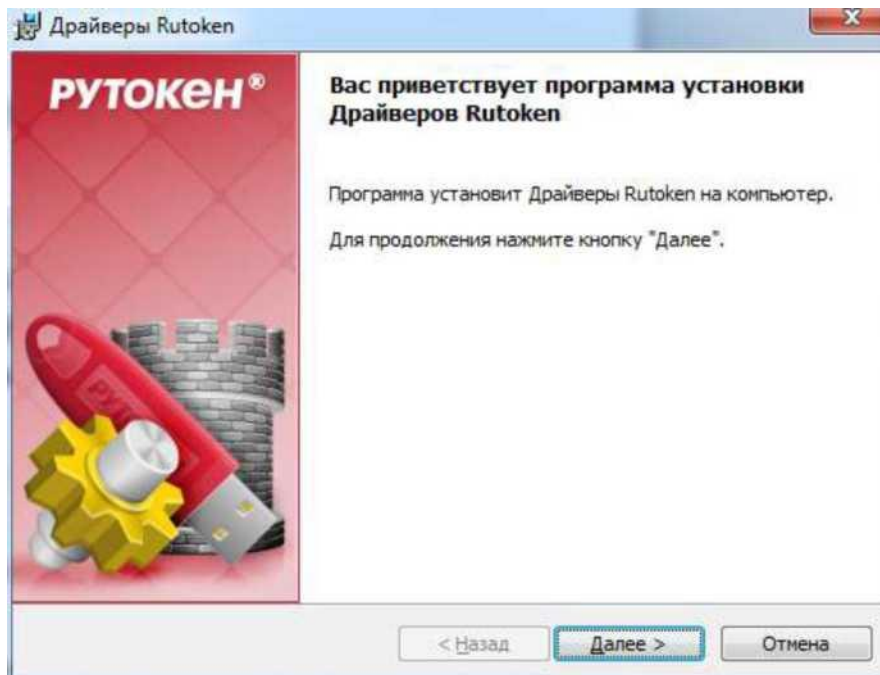 Драйверы Rutoken
РУТОКЕН®
Вас приветствует программа установки
Драйверов Rutoken
Программа установит Драйверы Rutoken на компьютер.
Для продолжения нажмите кнопку "Далее".
< Назад
Далее >
Отмена